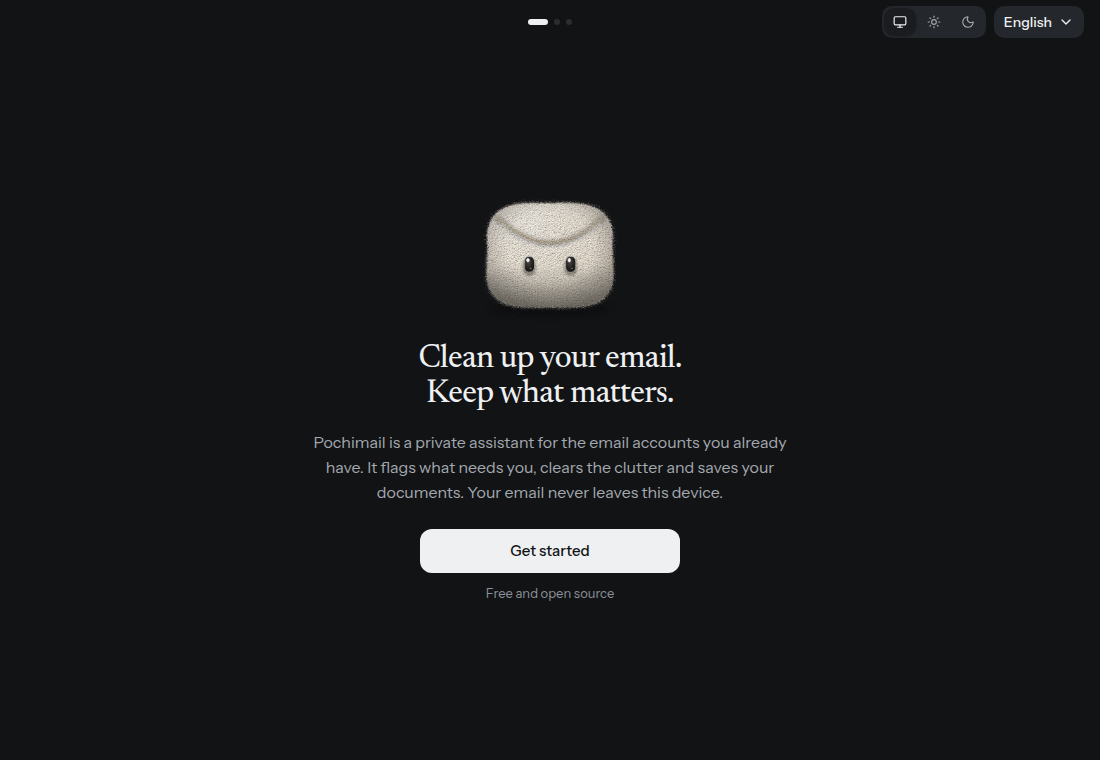 English
Clean up your email.
Keep what matters.
Pochimail is a private assistant for the email accounts you already
have. It flags what needs you, clears the clutter and saves your
documents. Your email never leaves this device.
Get started
Free and open source